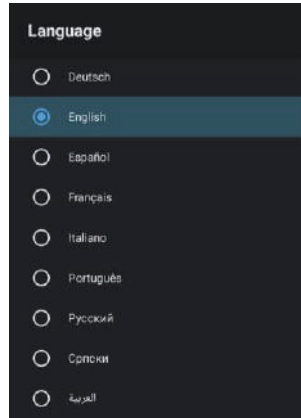 Language
Deutsch
English
Español
Français
Italiano
Português
Русский
Српски
العربية